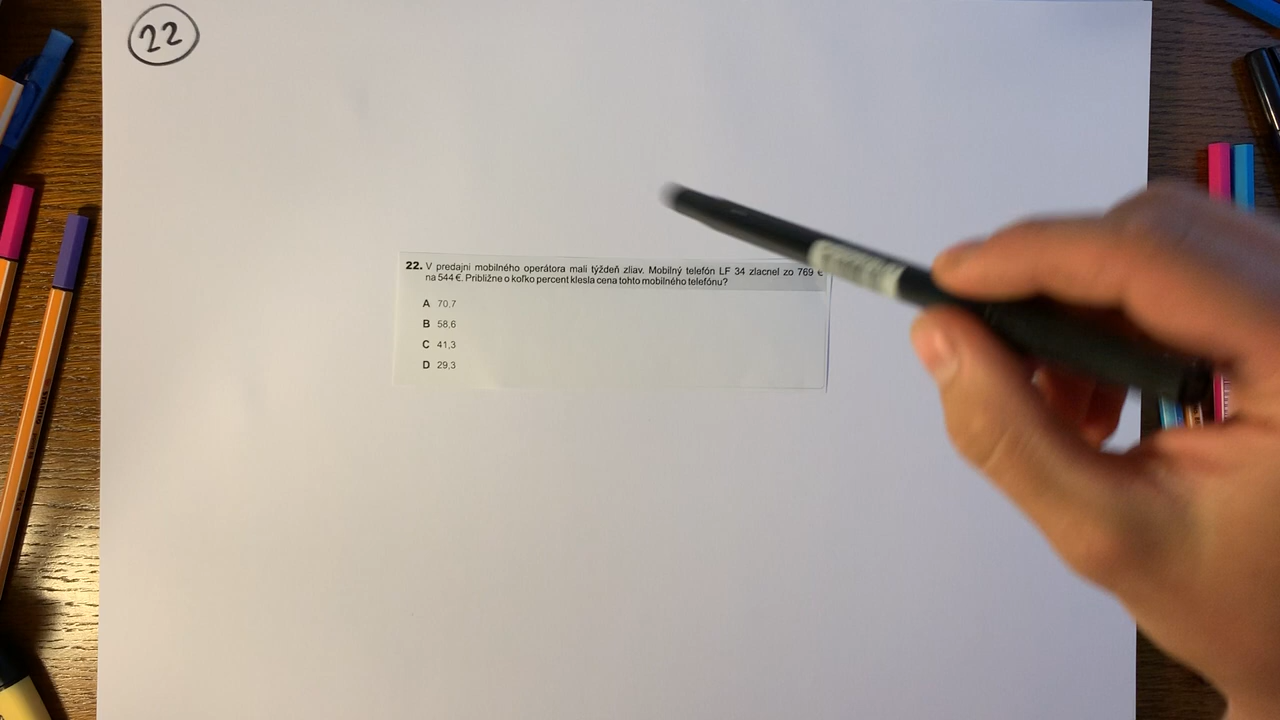 22
22. V predajni mobilného operátora mali týždeň zliav. Mobilný telefón LF 34 zlacnel zo 769 €
na 544 €. Približne o koľko percent klesla cena tohto mobilného telefónu?
A 70,7
B 58,6
C 41,3
D 29,3